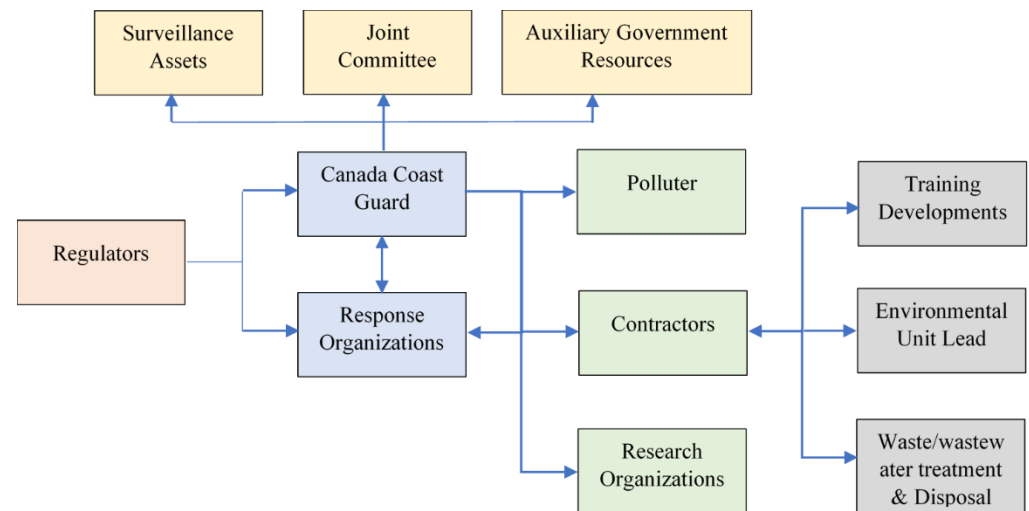 Surveillance
Assets
Joint
Committee
Auxiliary Government
Resources
Canada Coast
Guard
Polluter
Training
Developments
Regulators
Response
Organizations
Contractors
Environmental
Unit Lead
Research
Organizations
Waste/wastew
ater treatment
& Disposal